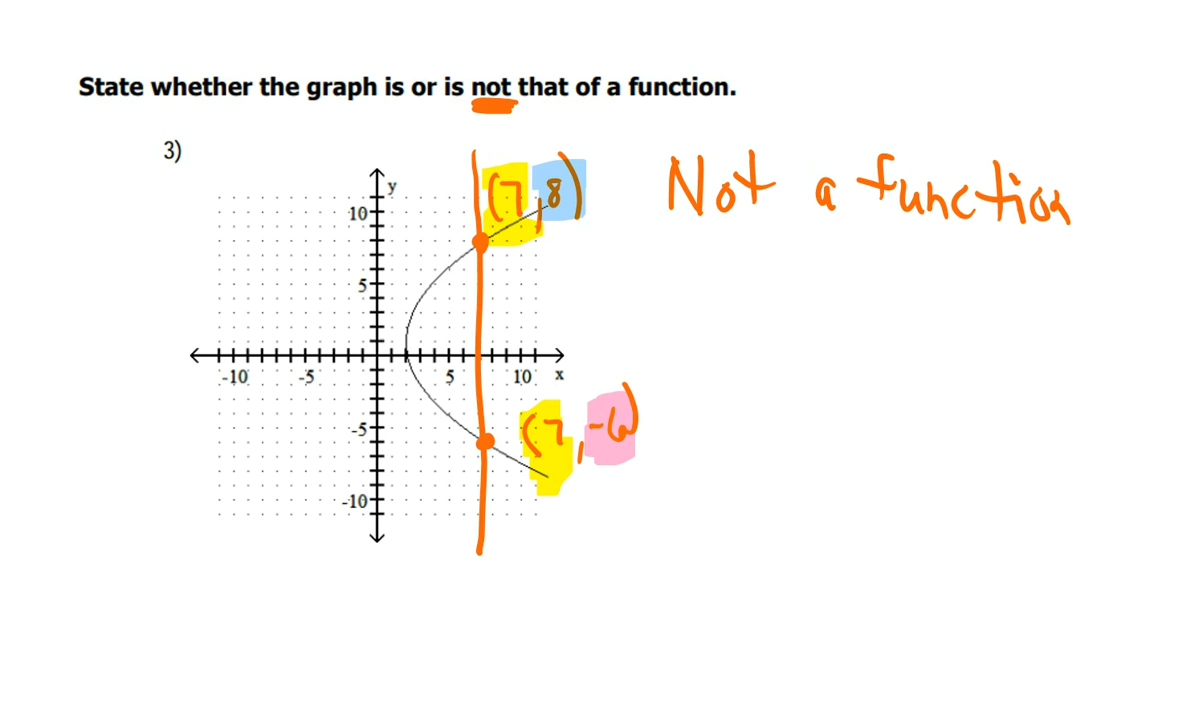 State whether the graph is or is not that of a function.
3)
(7,8)
Not a function
y
10
5
-10
-5
5
10
x
-5
(7,-6)
-10